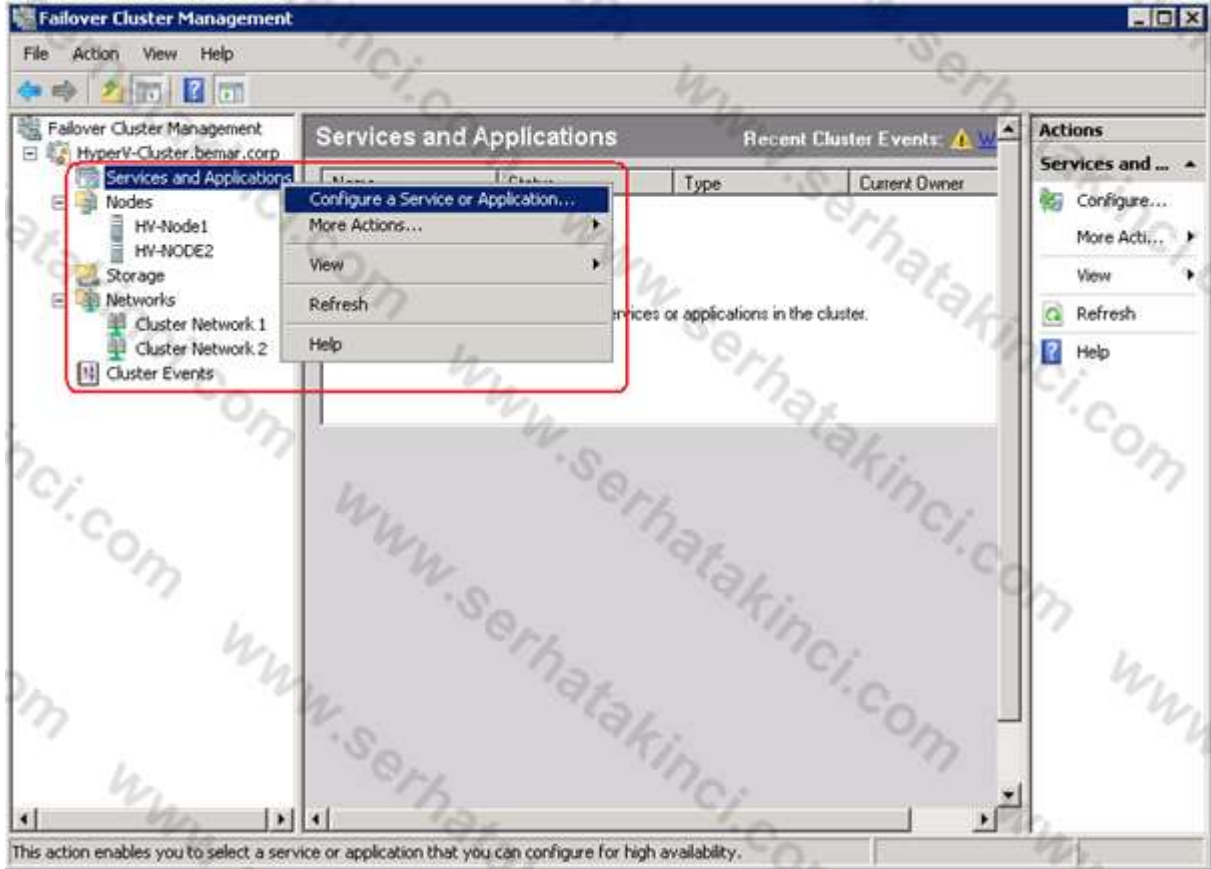 Failover Cluster Management
File Action View Help
Failover Cluster Management
HyperV-Cluster.bemar.corp
Services and Applications
Nodes
HV-Node1
HV-NODE2
Storage
Networks
Cluster Network 1
Cluster Network 2
Cluster Events
Services and Applications Recent Cluster Events: W
Name Status Type Current Owner
Configure a Service or Application...
More Actions...
View
Refresh
Help
services or applications in the cluster.
Actions
Services and ...
Configure...
More Acti...
View
Refresh
Help
This action enables you to select a service or application that you can configure for high availability.
www.serhatakinci.com